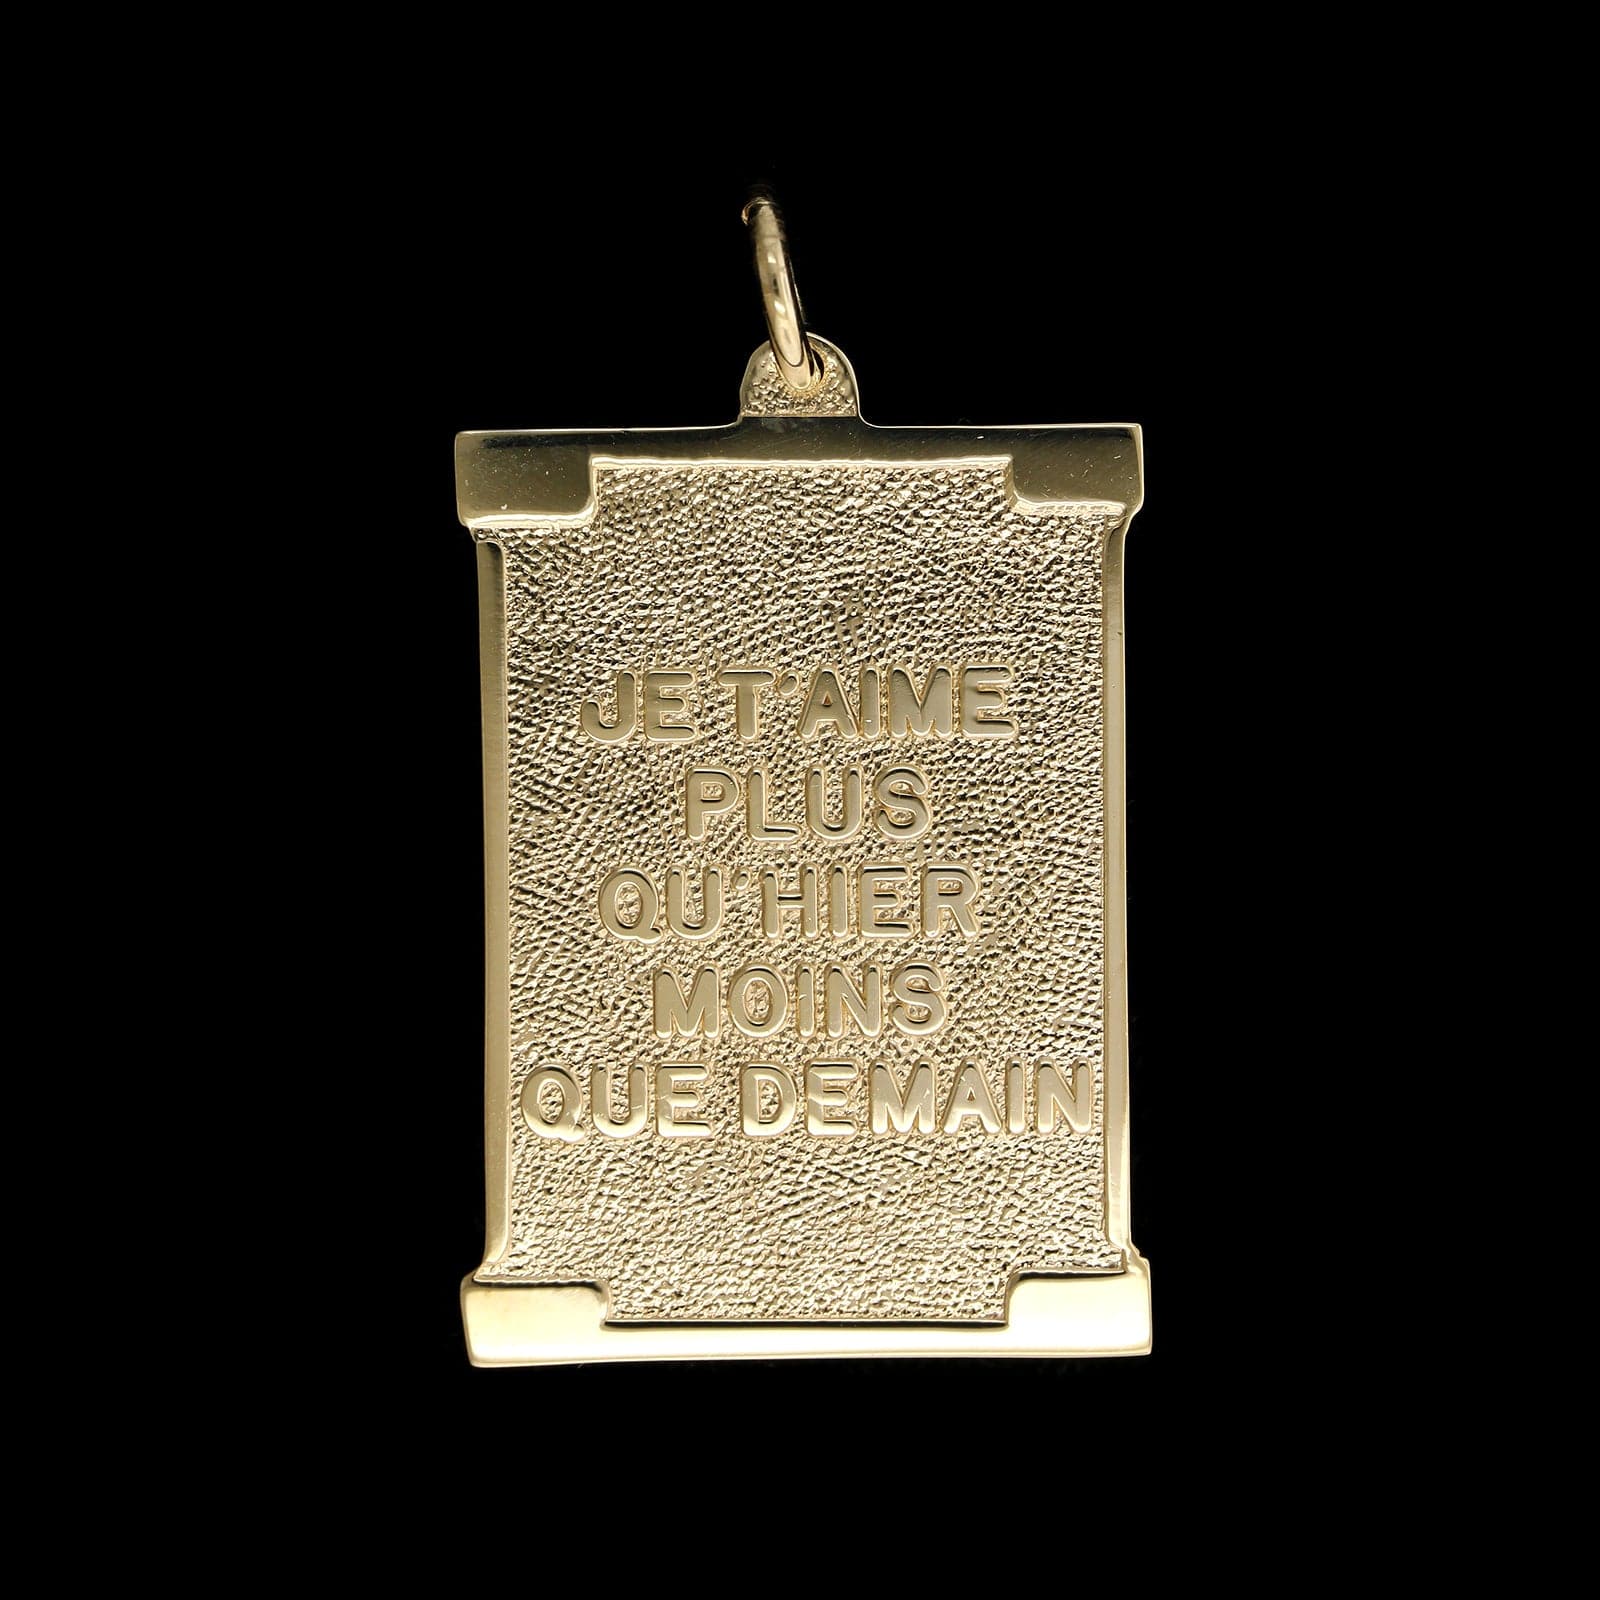 JE T'AIME
PLUS
QU'HIER
MOINS
QUE DEMAIN